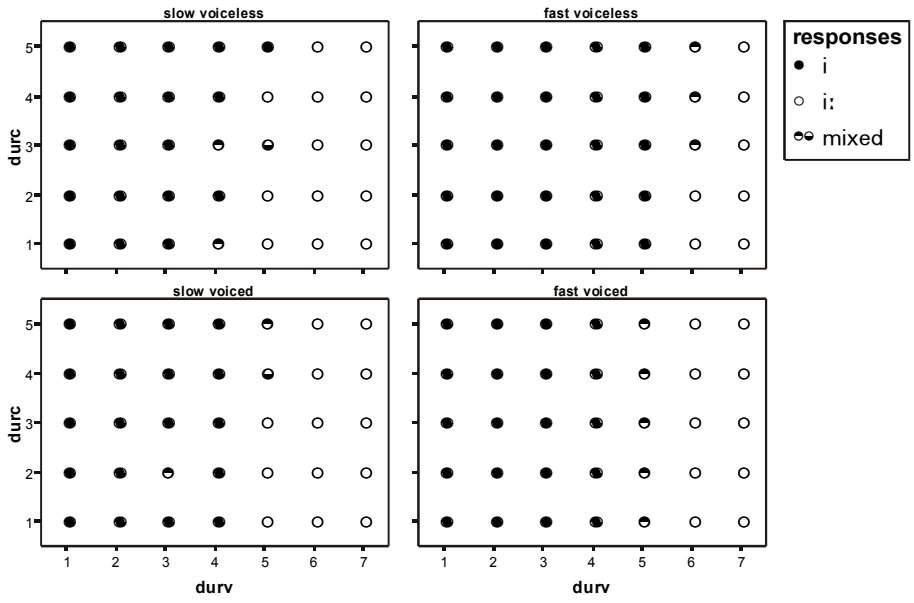 slow voiceless
fast voiceless
durc
5
4
3
2
1
responses
i
iː
mixed
slow voiced
fast voiced
durc
5
4
3
2
1
1 2 3 4 5 6 7
1 2 3 4 5 6 7
durv
durv